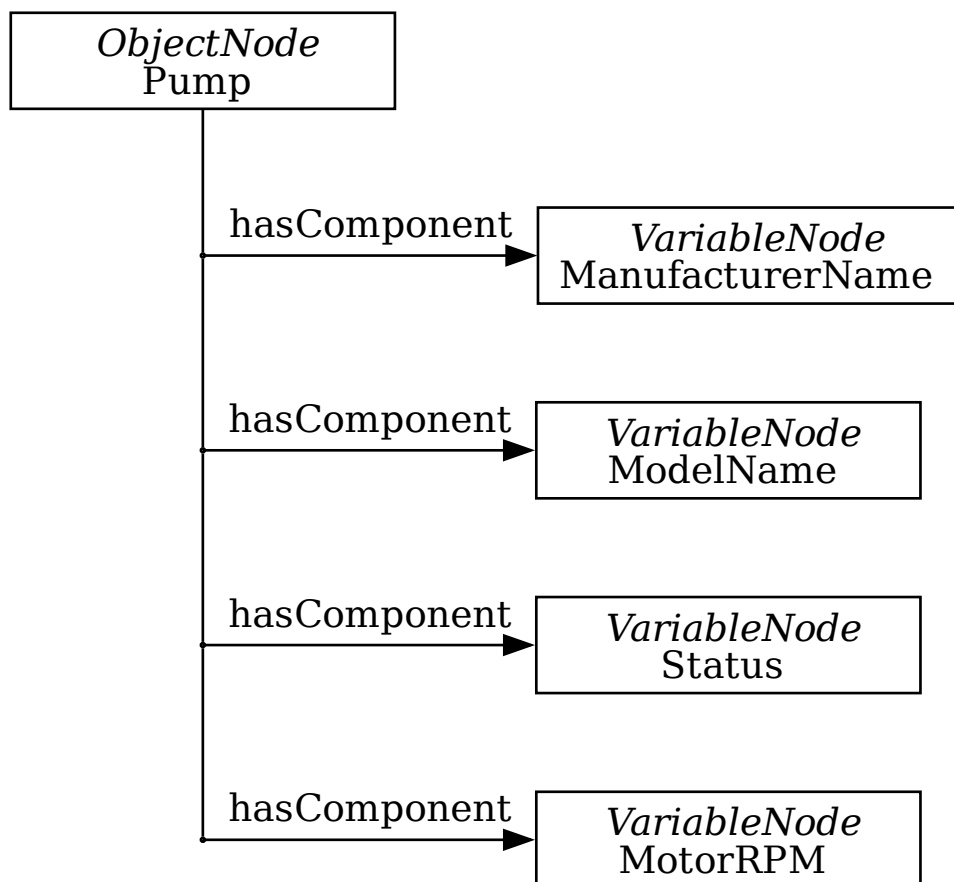 ObjectNode
Pump
hasComponent
VariableNode
ManufacturerName
hasComponent
VariableNode
ModelName
hasComponent
VariableNode
Status
hasComponent
VariableNode
MotorRPM